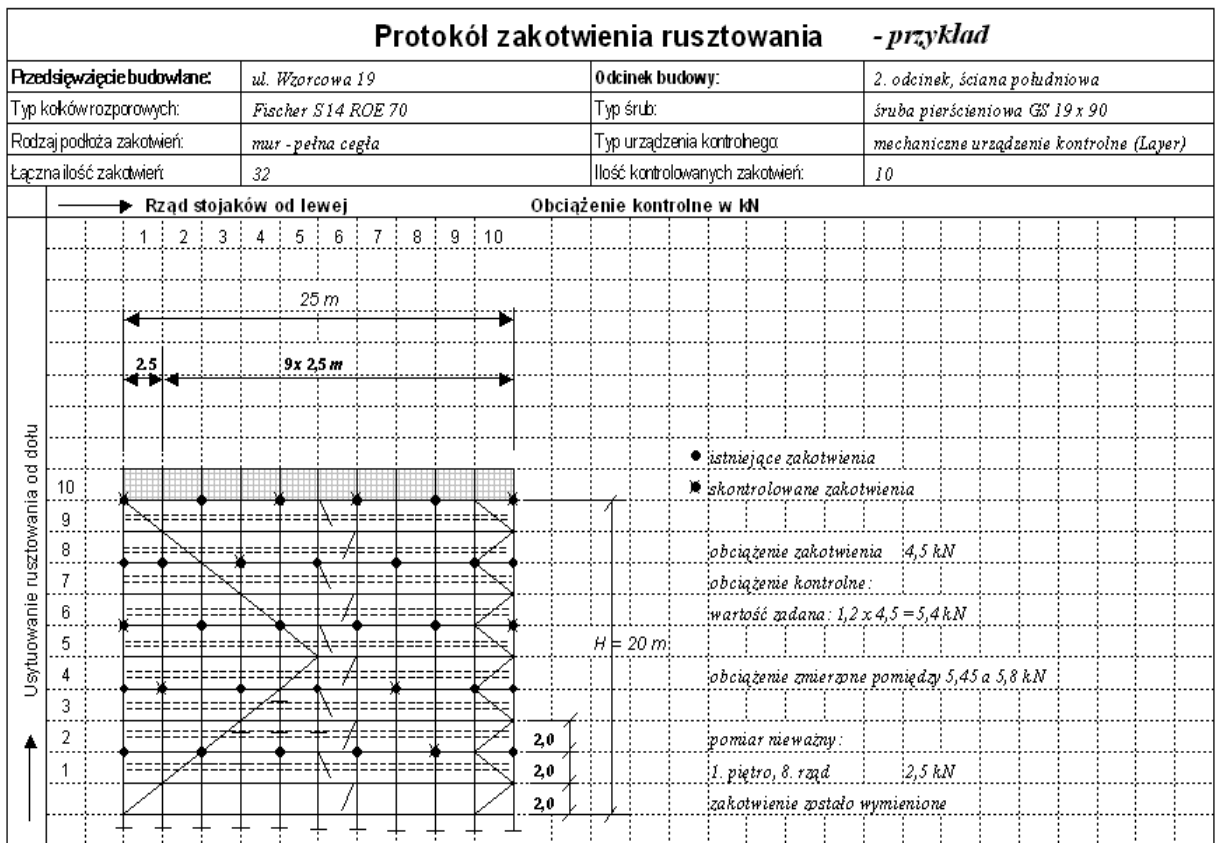 Protokół zakotwienia rusztowania - przykład
Przedsięwzięcie budowlane: ul. Wzorcowa 19 Odcinek budowy: 2. odcinek, ściana południowa
Typ kołków rozporowych: Fischer S 14 ROE 70 Typ śrub: śruba pierścieniowa GS 19 x 90
Rodzaj podłoża zakotwień: mur - pełna cegła Typ urządzenia kontrolnego: mechaniczne urządzenie kontrolne (Layer)
Łączna ilość zakotwień: 32 Ilość kontrolowanych zakotwień: 10
Rząd stojaków od lewej Obciążenie kontrolne w kN
1 2 3 4 5 6 7 8 9 10
25 m
2.5 9 x 2,5 m
Usytuowanie rusztowania od dołu
istniejące zakotwienia
10 skontrolowane zakotwienia
9
8 obciążenie zakotwienia 4,5 kN
7 obciążenie kontrolne:
6 wartość zadana: 1,2 x 4,5 = 5,4 kN
5 H = 20 m
4 obciążenie zmierzone pomiędzy 5,45 a 5,8 kN
3
2 2,0 pomiar nieważny:
1 2,0 1. piętro, 8. rząd 2,5 kN
2,0 zakotwienie zostało wymienione